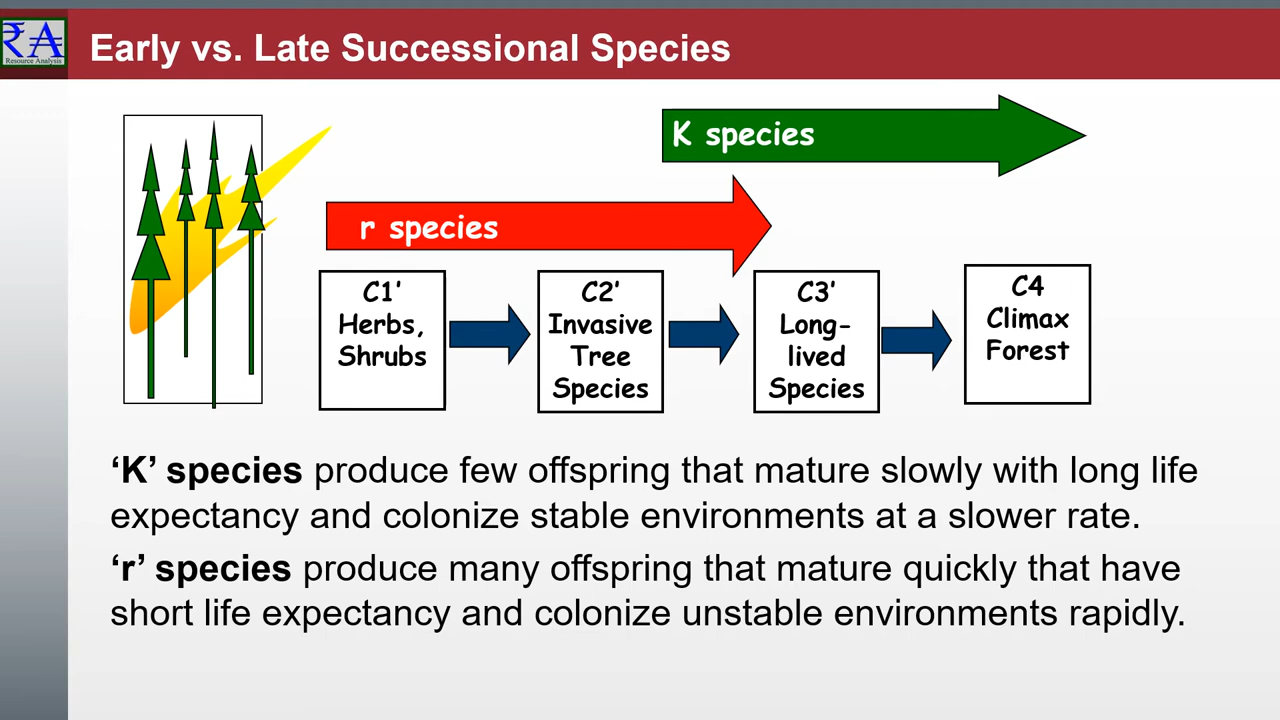 ₹A
Resource Analysis
Early vs. Late Successional Species
K species
r species
C1'
Herbs,
Shrubs
C2'
Invasive
Tree
Species
C3'
Long-
lived
Species
C4
Climax
Forest
‘K’ species produce few offspring that mature slowly with long life
expectancy and colonize stable environments at a slower rate.
‘r’ species produce many offspring that mature quickly that have
short life expectancy and colonize unstable environments rapidly.